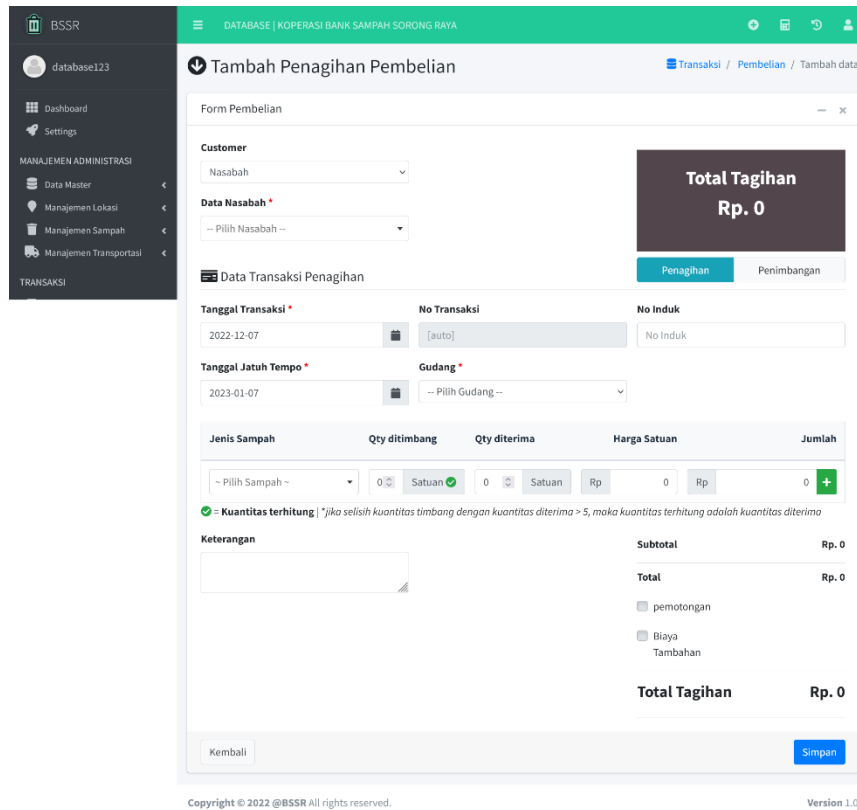 BSSR
DATABASE | KOPERASI BANK SAMPAH SORONG RAYA
database123
Dashboard
Settings
MANAJEMEN ADMINISTRASI
Data Master
Manajemen Lokasi
Manajemen Sampah
Manajemen Transportasi
TRANSAKSI
Tambah Penagihan Pembelian
Transaksi / Pembelian / Tambah data
Form Pembelian
Customer
Nasabah
Data Nasabah *
-- Pilih Nasabah --
Total Tagihan
Rp. 0
Penagihan Penimbangan
Data Transaksi Penagihan
Tanggal Transaksi * No Transaksi No Induk
2022-12-07 [auto] No Induk
Tanggal Jatuh Tempo * Gudang *
2023-01-07 -- Pilih Gudang --
Jenis Sampah Qty ditimbang Qty diterima Harga Satuan Jumlah
~ Pilih Sampah ~ 0 Satuan 0 Satuan Rp 0 Rp 0 +
= Kuantitas terhitung | *jika selisih kuantitas timbang dengan kuantitas diterima > 5, maka kuantitas terhitung adalah kuantitas diterima
Keterangan
Subtotal Rp. 0
Total Rp. 0
pemotongan
Biaya
Tambahan
Total Tagihan Rp. 0
Kembali Simpan
Copyright © 2022 @BSSR All rights reserved. Version 1.0